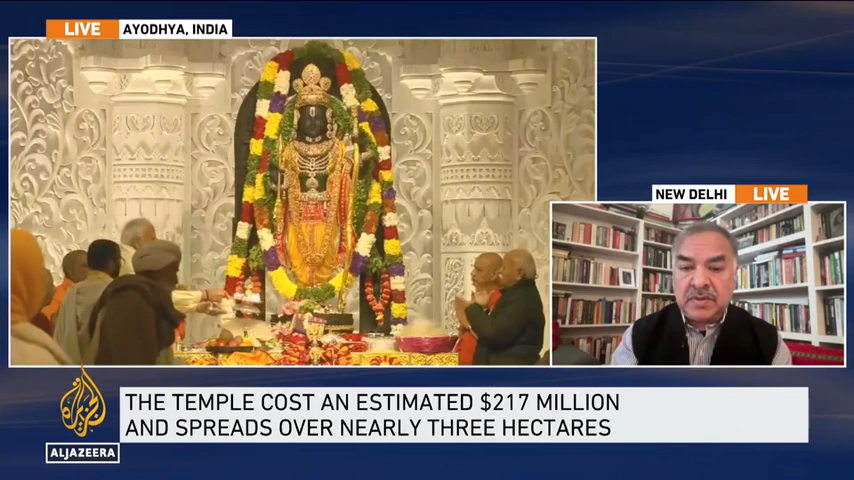 LIVE AYODHYA, INDIA
NEW DELHI LIVE
THE TEMPLE COST AN ESTIMATED $217 MILLION
AND SPREADS OVER NEARLY THREE HECTARES
ALJAZEERA